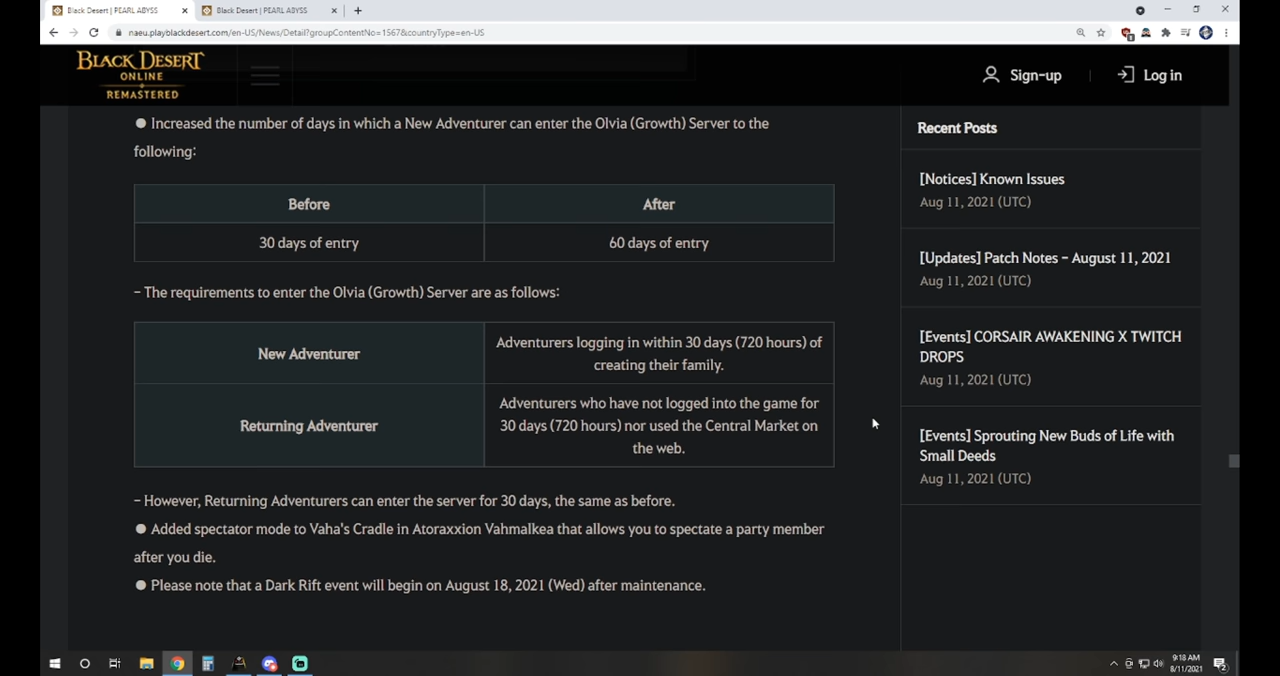 Black Desert | PEARL ABYSS
Black Desert | PEARL ABYSS
naeu.playblackdesert.com/en-US/News/Detail?groupContentNo=1567&countryType=en-US
BLACK DESERT
ONLINE
REMASTERED
Sign-up
Log in
● Increased the number of days in which a New Adventurer can enter the Olvia (Growth) Server to the
following:
Before After
30 days of entry 60 days of entry
– The requirements to enter the Olvia (Growth) Server are as follows:
New Adventurer
Adventurers logging in within 30 days (720 hours) of
creating their family.
Returning Adventurer
Adventurers who have not logged into the game for
30 days (720 hours) nor used the Central Market on
the web.
– However, Returning Adventurers can enter the server for 30 days, the same as before.
● Added spectator mode to Vaha's Cradle in Atoraxxion Vahmalkea that allows you to spectate a party member
after you die.
● Please note that a Dark Rift event will begin on August 18, 2021 (Wed) after maintenance.
Recent Posts
[Notices] Known Issues
Aug 11, 2021 (UTC)
[Updates] Patch Notes – August 11, 2021
Aug 11, 2021 (UTC)
[Events] CORSAIR AWAKENING X TWITCH
DROPS
Aug 11, 2021 (UTC)
[Events] Sprouting New Buds of Life with
Small Deeds
Aug 11, 2021 (UTC)
9:18 AM
8/11/2021